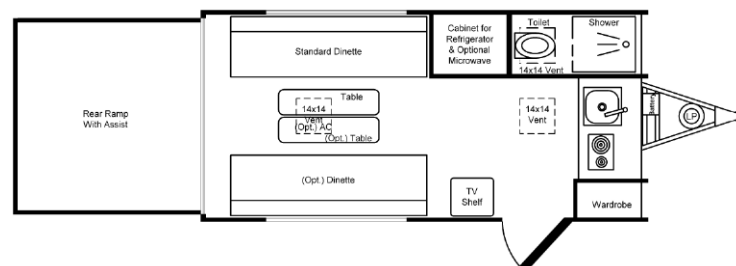 Cabinet for
Refrigerator
& Optional
Microwave
Toilet
Shower
14x14 Vent
Standard Dinette
Rear Ramp
With Assist
Table
14x14
Vent
(Opt.) AC
(Opt.) Table
14x14
Vent
Battery
LP
(Opt.) Dinette
TV
Shelf
Wardrobe